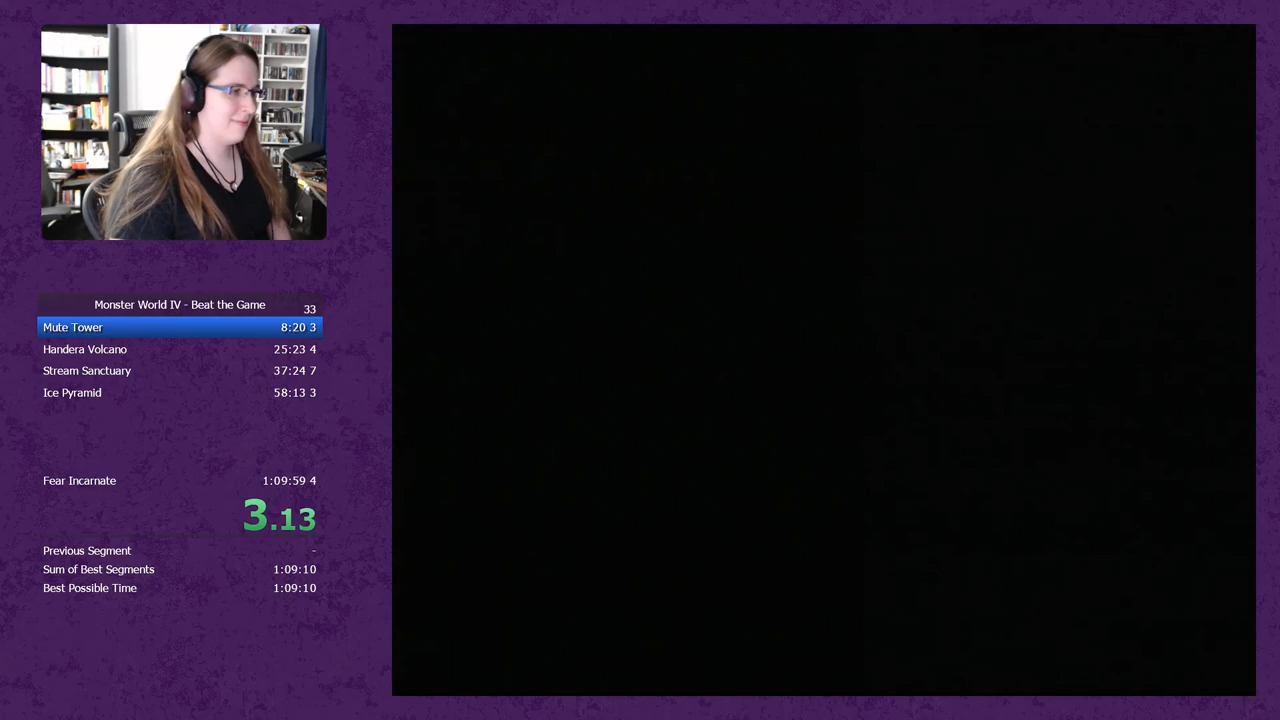 Monster World IV - Beat the Game 33
Mute Tower 8:20 3
Handera Volcano 25:23 4
Stream Sanctuary 37:24 7
Ice Pyramid 58:13 3
Fear Incarnate 1:09:59 4
3.13
Previous Segment -
Sum of Best Segments 1:09:10
Best Possible Time 1:09:10